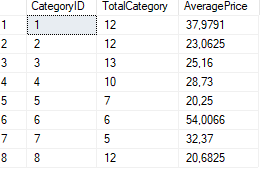 CategoryID TotalCategory AveragePrice
1 1 12 37,9791
2 2 12 23,0625
3 3 13 25,16
4 4 10 28,73
5 5 7 20,25
6 6 6 54,0066
7 7 5 32,37
8 8 12 20,6825